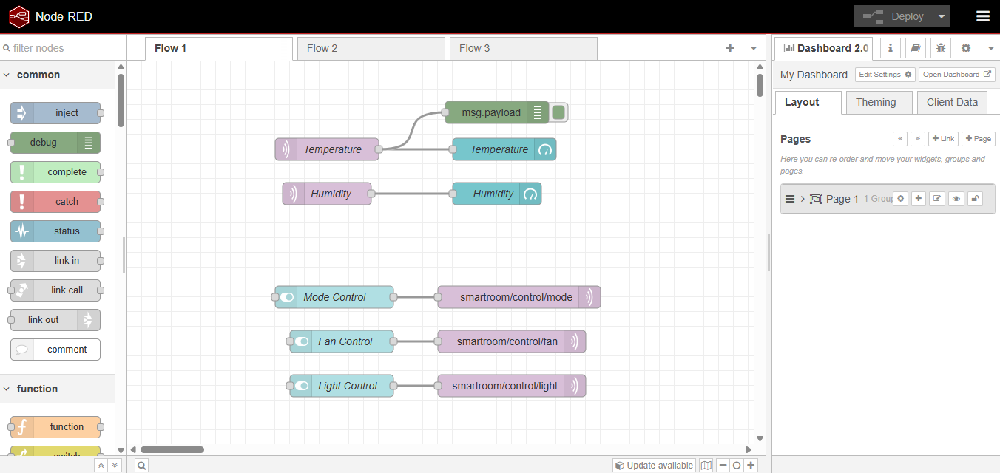 Node-RED
Deploy
filter nodes
Flow 1
Flow 2
Flow 3
Dashboard 2.0
My Dashboard
Edit Settings
Open Dashboard
Layout
Theming
Client Data
Pages
Link
Page
Here you can re-order and move your widgets, groups and
pages.
Page 1
1 Group
common
inject
debug
complete
catch
status
link in
link call
link out
comment
function
function
switch
msg.payload
Temperature
Temperature
Humidity
Humidity
Mode Control
smartroom/control/mode
Fan Control
smartroom/control/fan
Light Control
smartroom/control/light
Update available